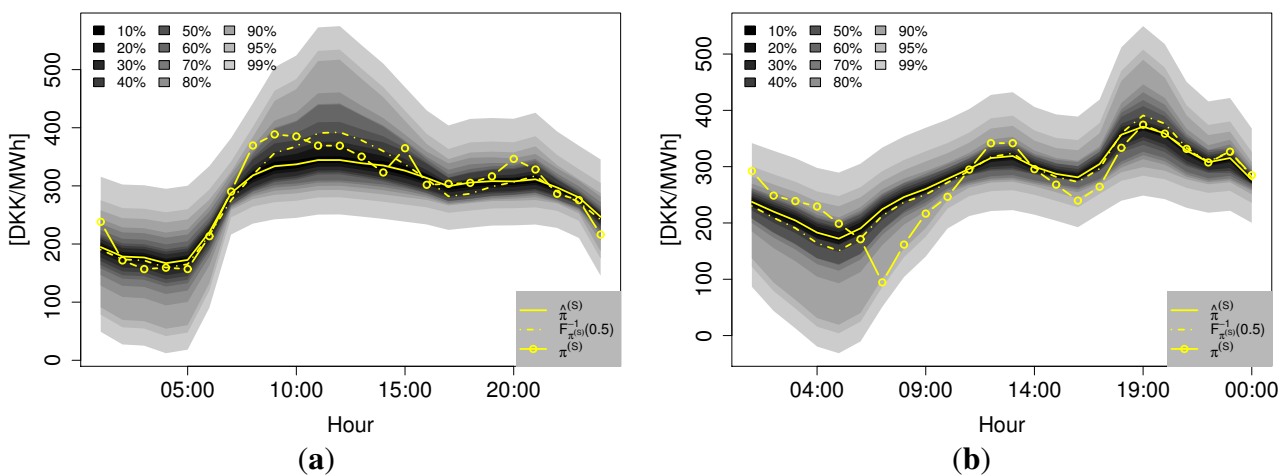 10% 50% 90%
20% 60% 95%
30% 70% 99%
40% 80%
[DKK/MWh]
500
400
300
200
100
0
π̂^(S)
F^-1_π^(S)(0.5)
π^(S)
05:00 10:00 15:00 20:00
Hour
(a)
10% 50% 90%
20% 60% 95%
30% 70% 99%
40% 80%
[DKK/MWh]
500
400
300
200
100
0
π̂^(S)
F^-1_π^(S)(0.5)
π^(S)
04:00 09:00 14:00 19:00 00:00
Hour
(b)